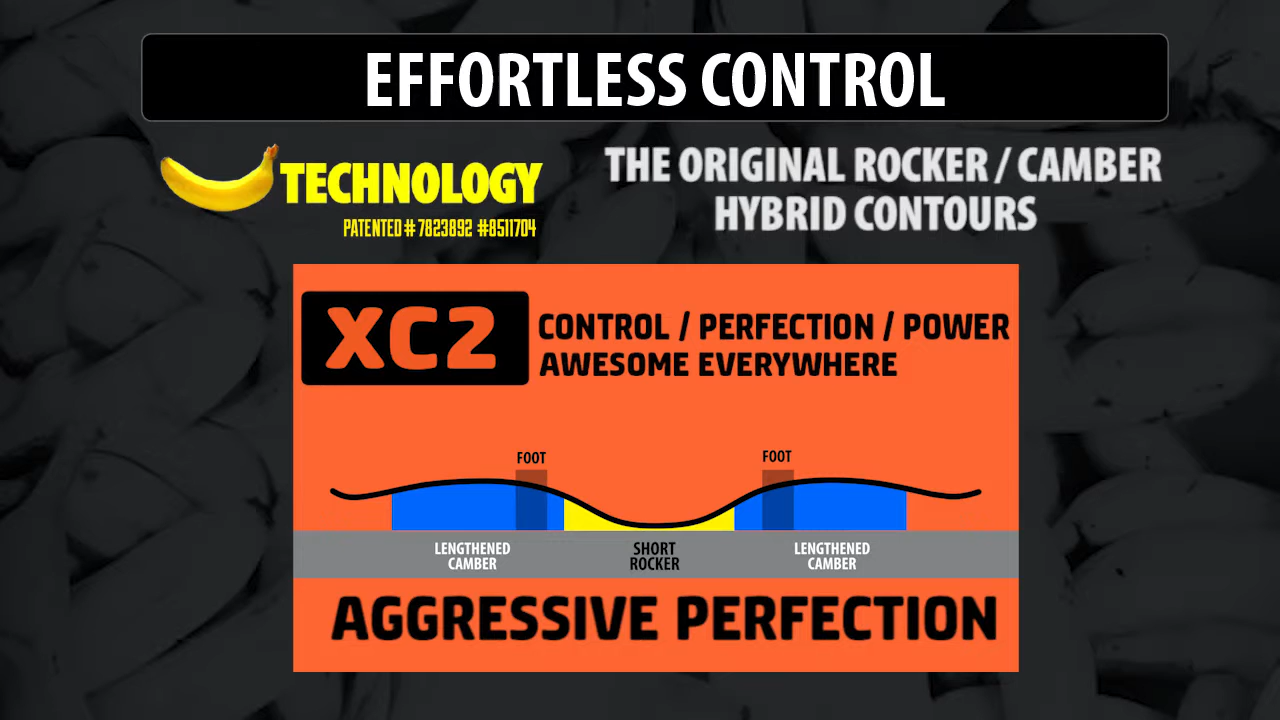 EFFORTLESS CONTROL
TECHNOLOGY
PATENTED # 7823892 #8511704
THE ORIGINAL ROCKER / CAMBER
HYBRID CONTOURS
XC2
CONTROL / PERFECTION / POWER
AWESOME EVERYWHERE
FOOT
FOOT
LENGTHENED
CAMBER
SHORT
ROCKER
LENGTHENED
CAMBER
AGGRESSIVE PERFECTION